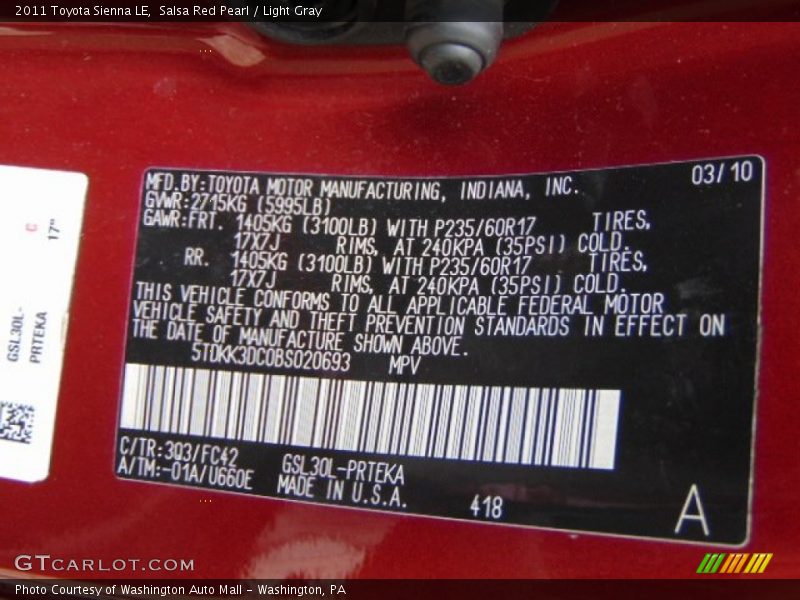 2011 Toyota Sienna LE, Salsa Red Pearl / Light Gray
C
17"
GSL30L-
PRTEKA
03/10
MFD.BY:TOYOTA MOTOR MANUFACTURING, INDIANA, INC.
GVWR:2715KG (5995LB)
GAWR:FRT. 1405KG (3100LB) WITH P235/60R17 TIRES,
17X7J RIMS, AT 240KPA (35PSI) COLD.
RR. 1405KG (3100LB) WITH P235/60R17 TIRES,
17X7J RIMS, AT 240KPA (35PSI) COLD.
THIS VEHICLE CONFORMS TO ALL APPLICABLE FEDERAL MOTOR
VEHICLE SAFETY AND THEFT PREVENTION STANDARDS IN EFFECT ON
THE DATE OF MANUFACTURE SHOWN ABOVE.
5TDKK3DC0BS020693 MPV
C/TR:3Q3/FC42 GSL30L-PRTEKA
A/TM:-01A/U660E MADE IN U.S.A.
418
A
GTCARLOT.COM
Photo Courtesy of Washington Auto Mall - Washington, PA